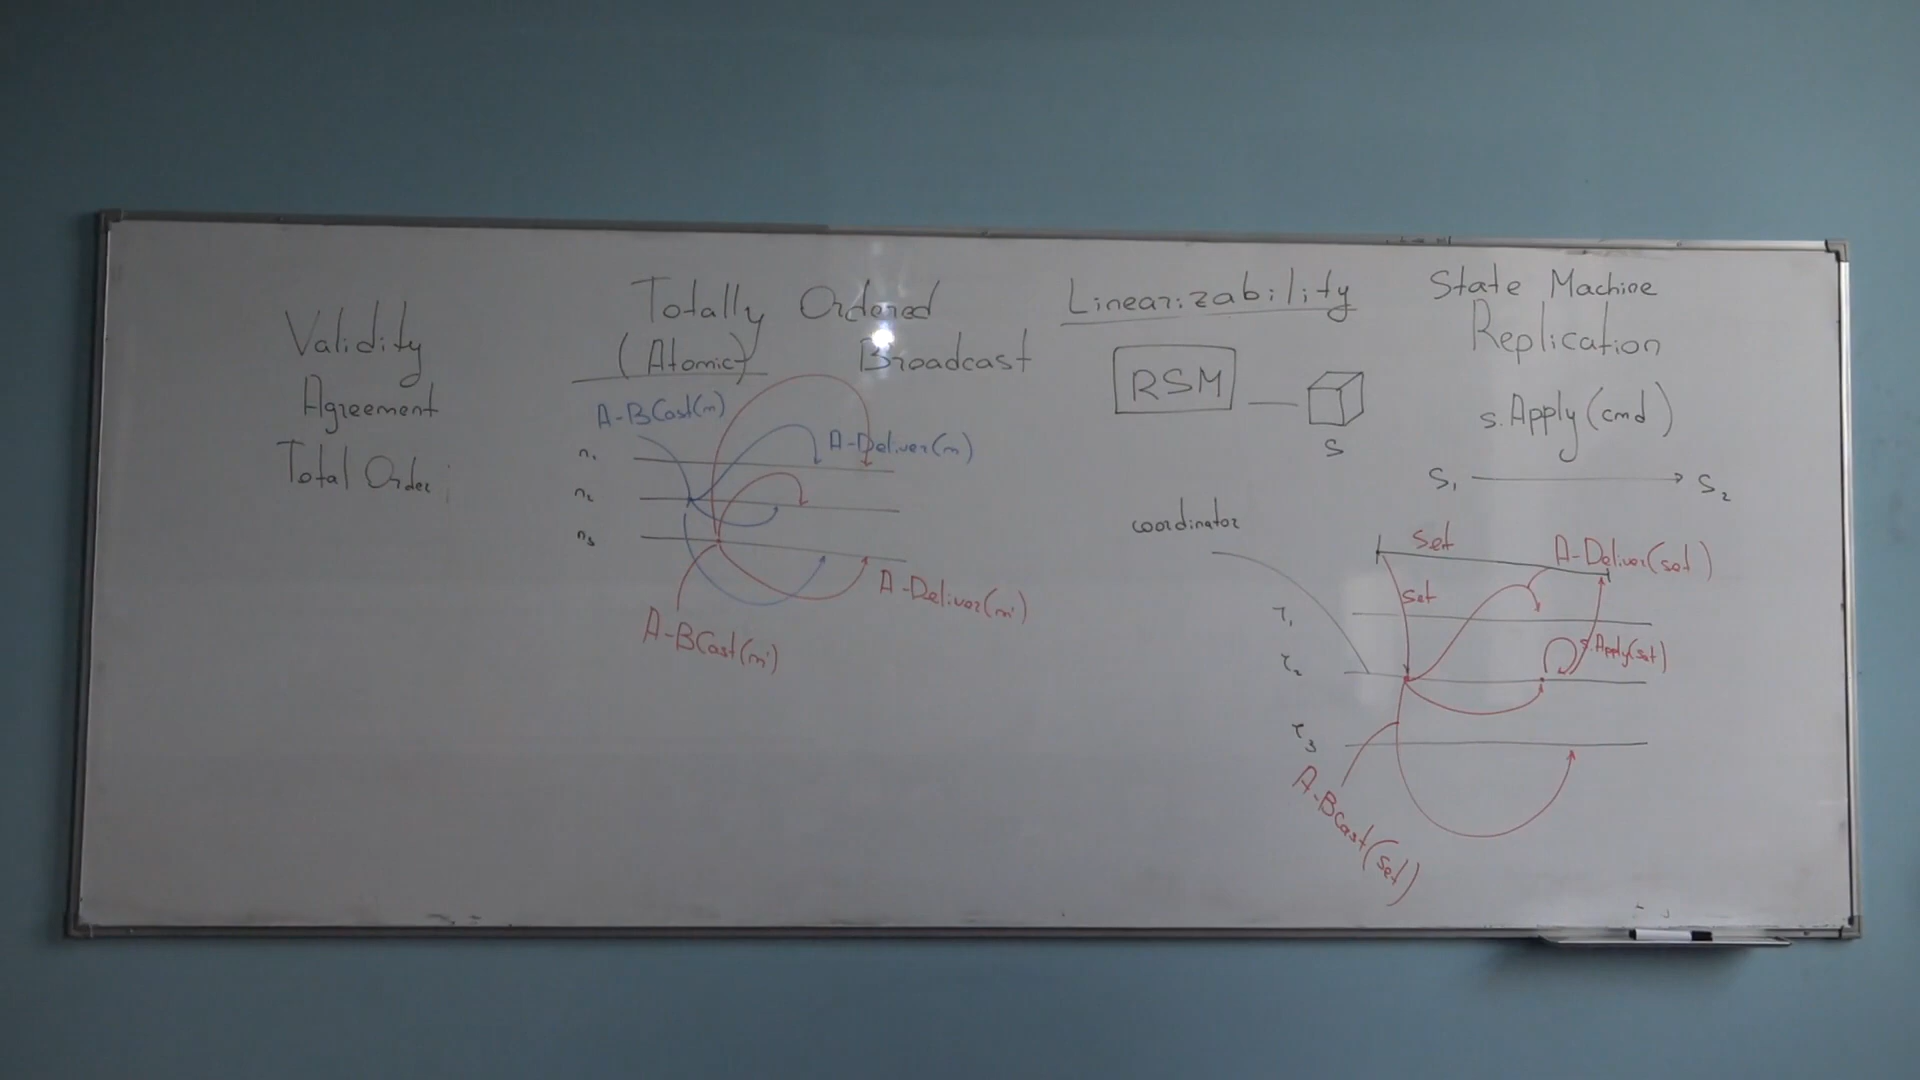 Validity
Agreement
Total Order
Totally Ordered
(Atomic) Broadcast
A-BCast(m)
A-Deliver(m)
n₁
n₂
n₃
A-Deliver(m')
A-BCast(m')
Linearizability
RSM
S
State Machine
Replication
s.Apply(cmd)
S₁ → S₂
coordinator
set
A-Deliver(set)
set
r₁
s.Apply(set)
r₂
r₃
A-BCast(set)